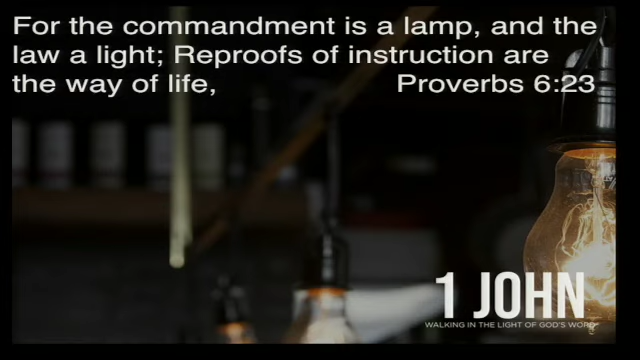 For the commandment is a lamp, and the
law a light; Reproofs of instruction are
the way of life, Proverbs 6:23
1 JOHN
WALKING IN THE LIGHT OF GOD'S WORD